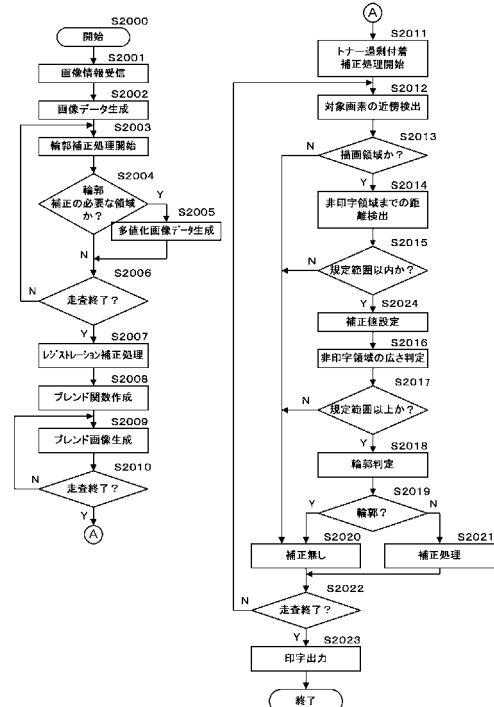 S2000
開始
S2001
画像情報受信
S2002
画像データ生成
S2003
輪郭補正処理開始
S2004
輪郭
補正の必要な領域
か?
Y
S2005
多値化画像データ生成
N
S2006
走査終了?
N
Y
S2007
レジストレーション補正処理
S2008
ブレンド関数作成
S2009
ブレンド画像生成
S2010
走査終了?
N
Y
A
A
S2011
トナー過剰付着
補正処理開始
S2012
対象画素の近傍検出
S2013
描画領域か?
N
Y
S2014
非印字領域までの距
離検出
S2015
規定範囲以内か?
N
Y
S2024
補正値設定
S2016
非印字領域の広さ判定
S2017
規定範囲以上か?
N
Y
S2018
輪郭判定
S2019
輪郭?
Y
N
S2020
補正無し
S2021
補正処理
S2022
走査終了?
N
Y
S2023
印字出力
終了